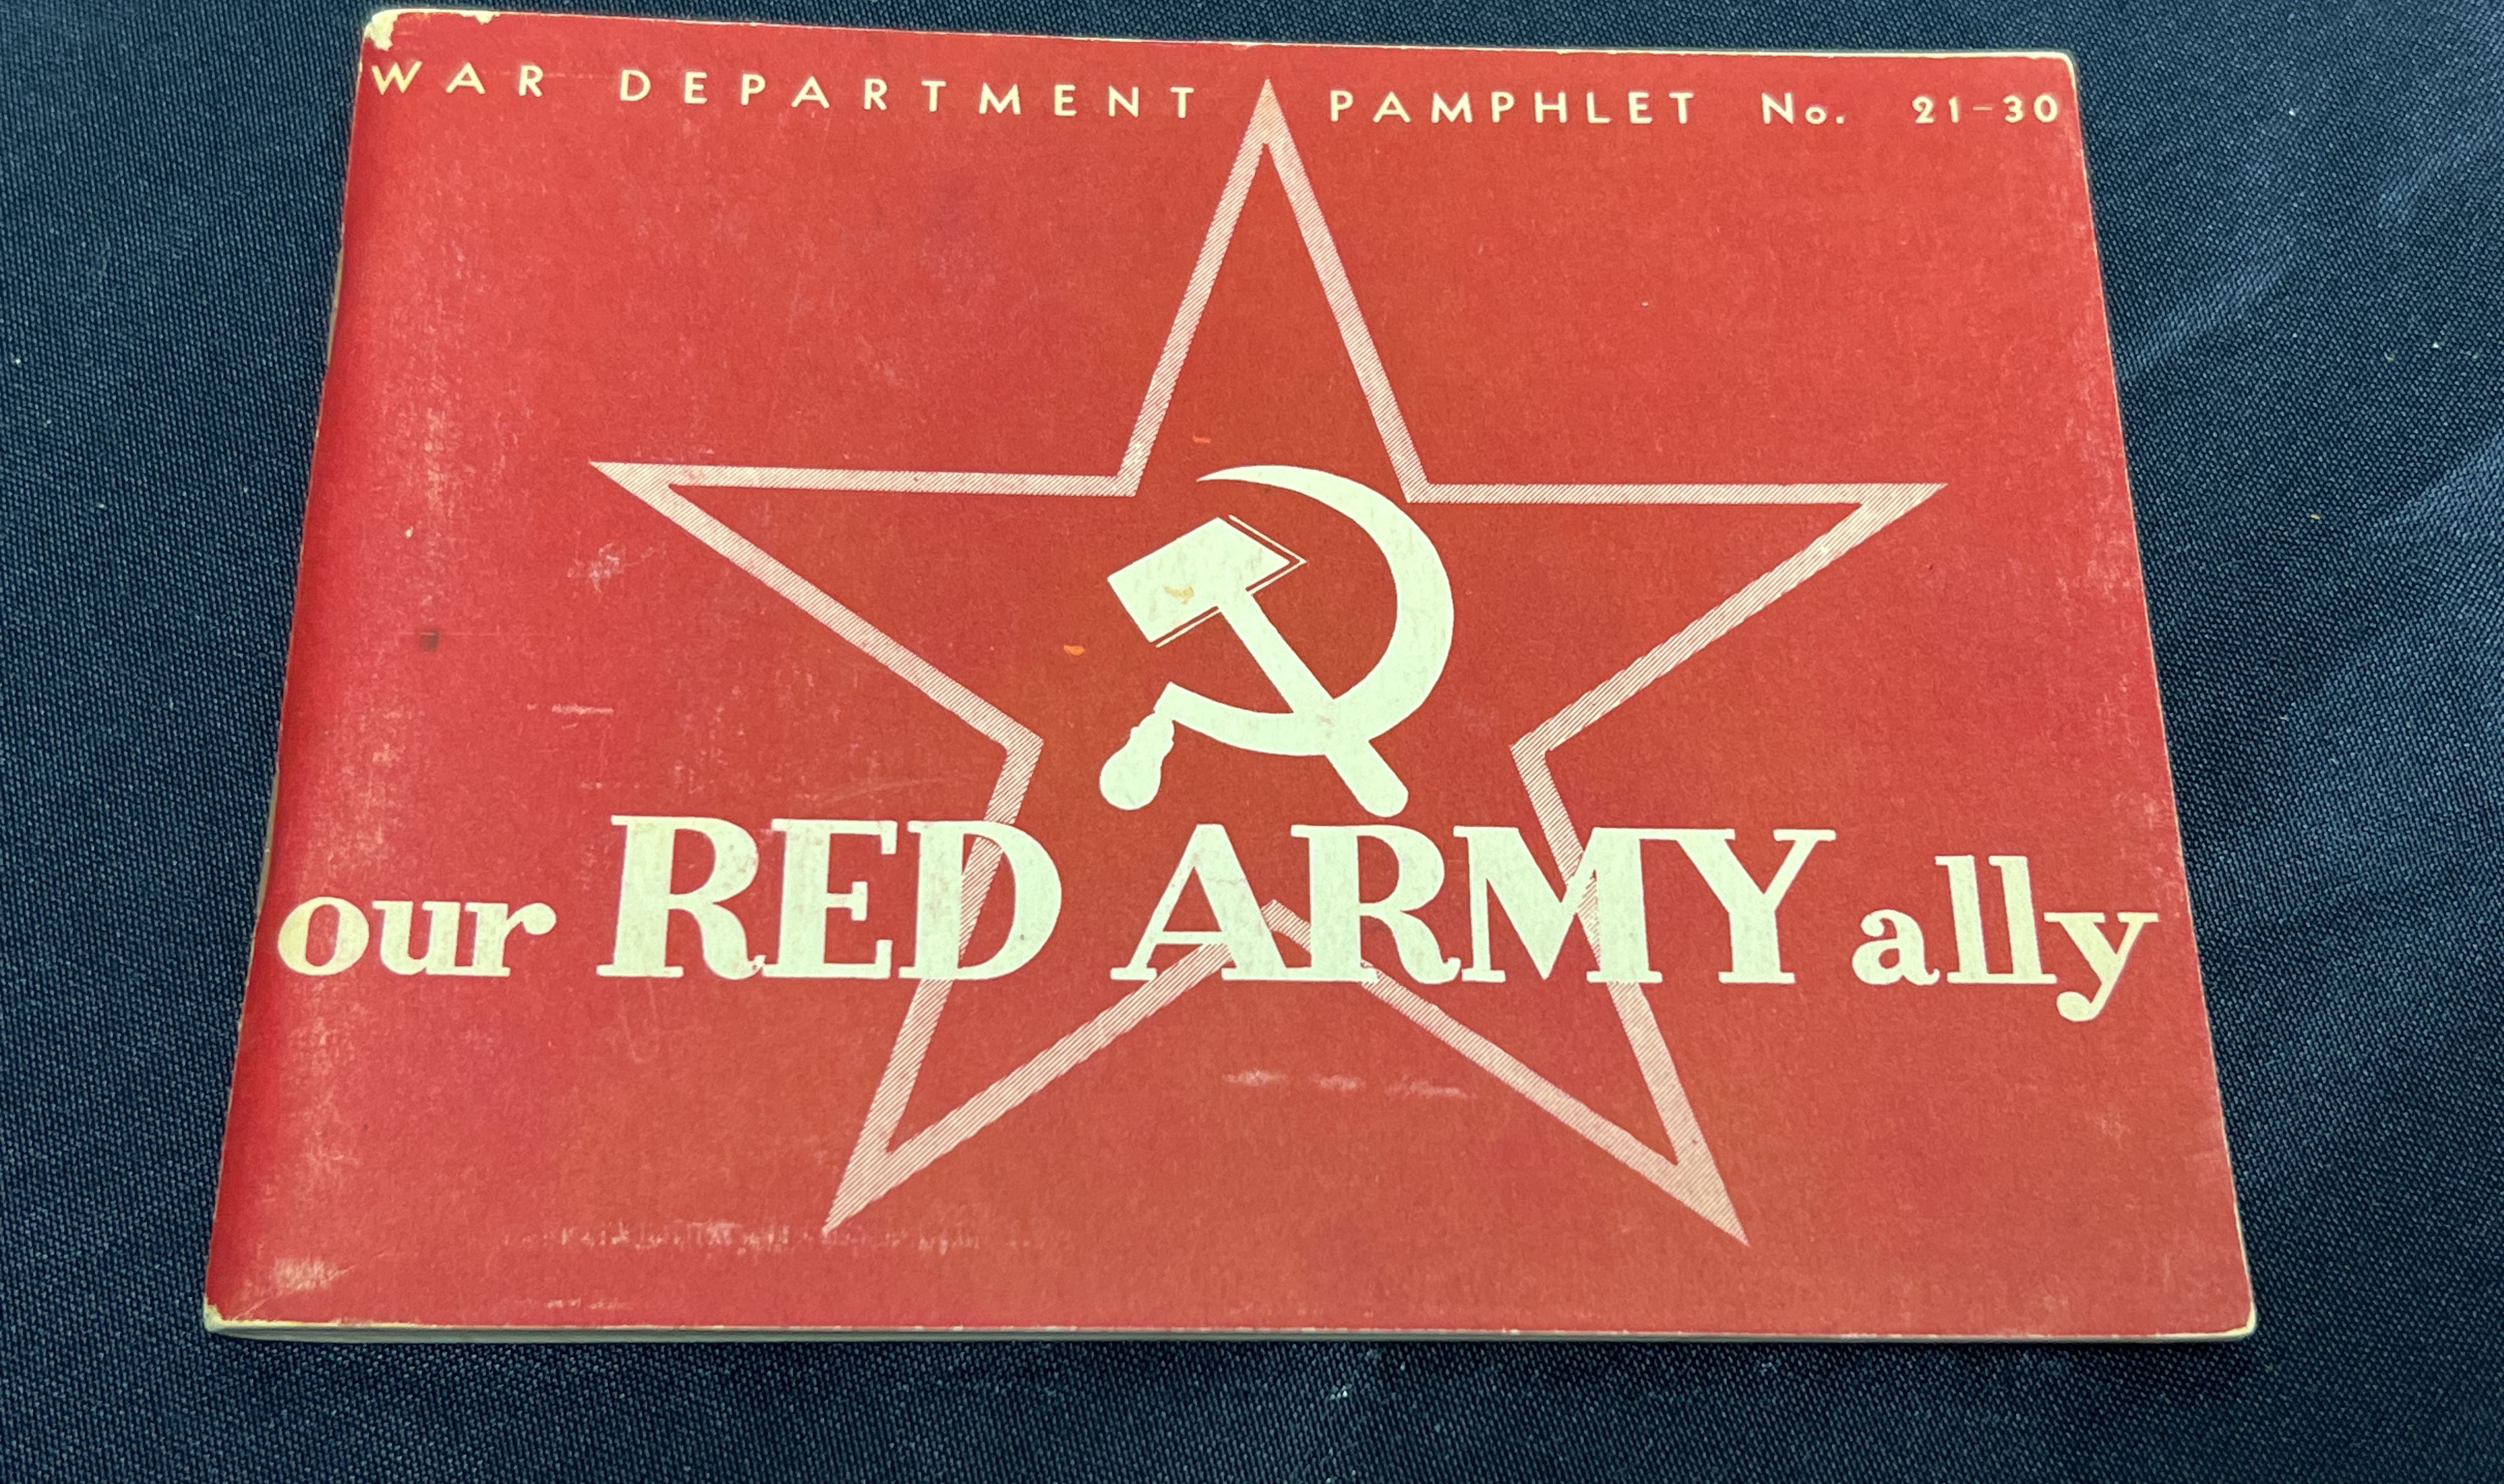 WAR DEPARTMENT PAMPHLET No. 21-30
our RED ARMY ally